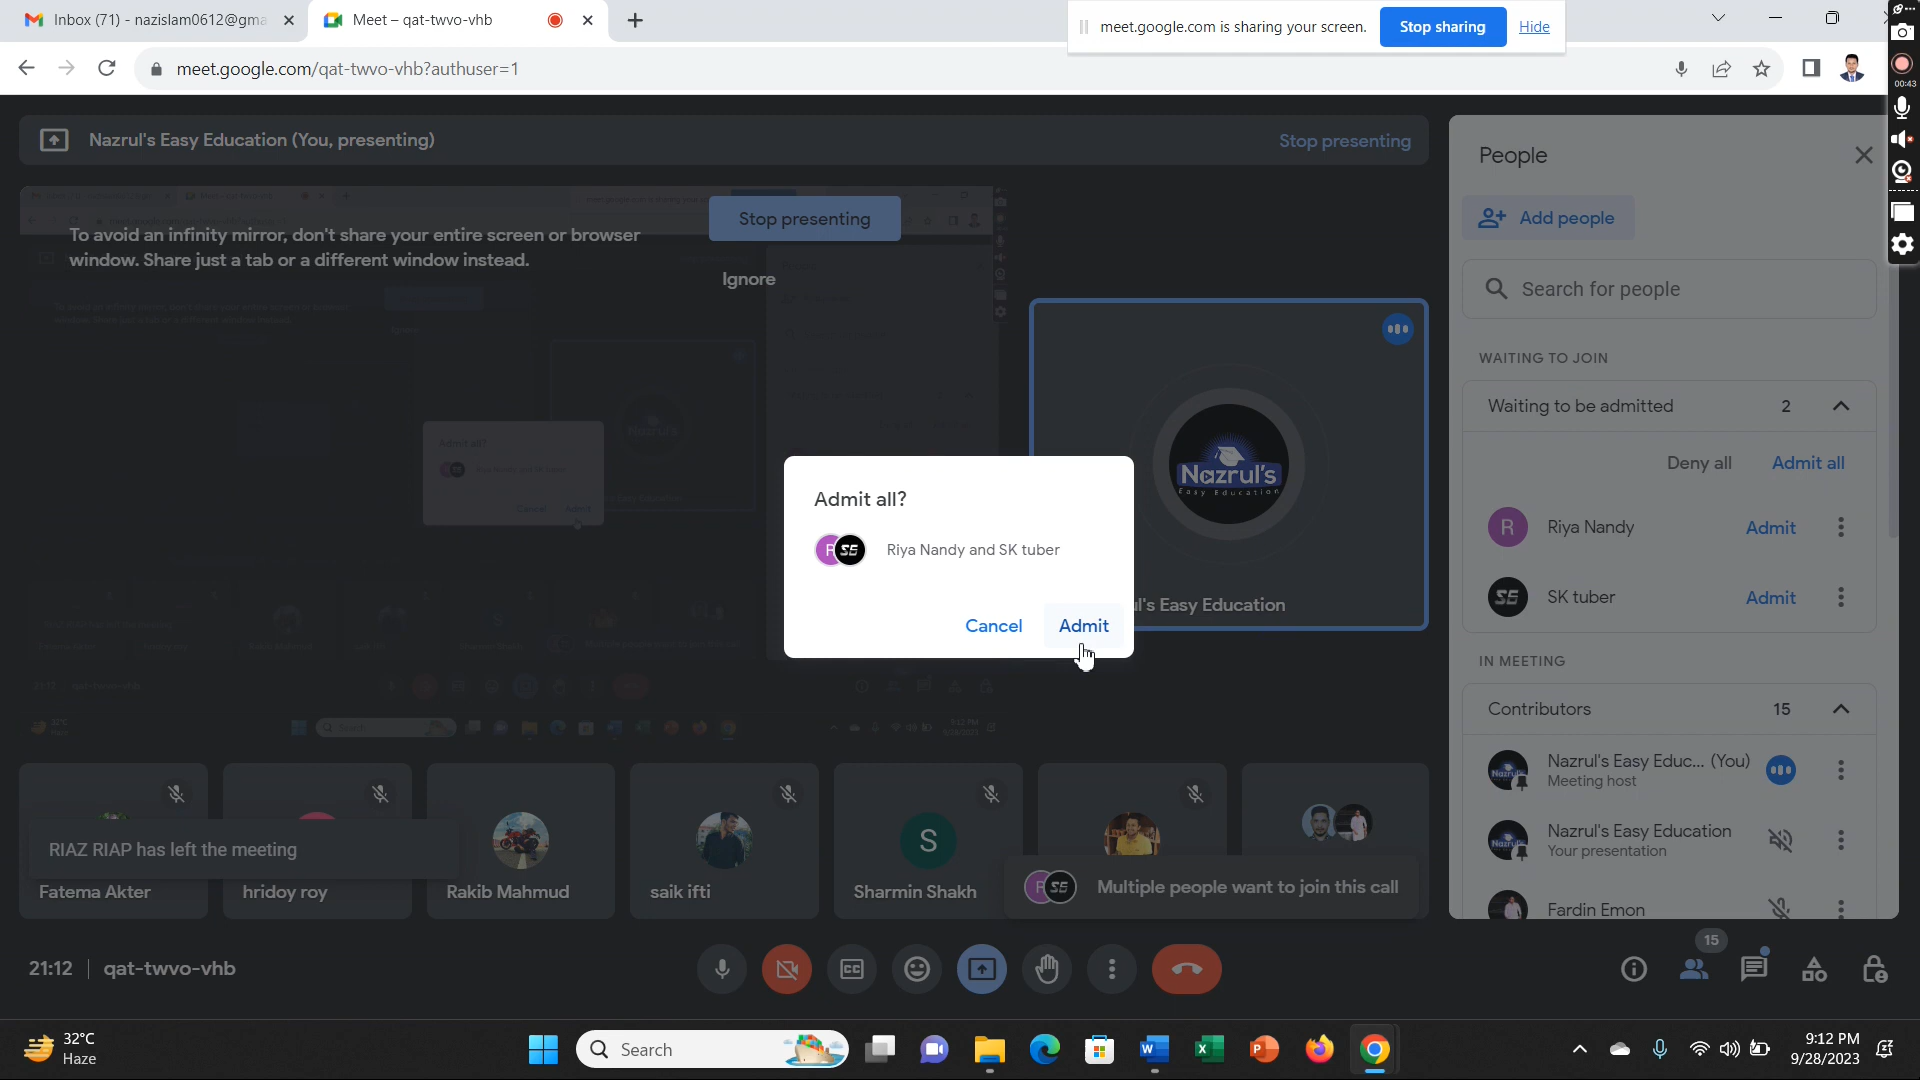 Inbox (71) - nazislam0612@gma
Meet – qat-twvo-vhb
meet.google.com is sharing your screen.
Stop sharing
Hide
meet.google.com/qat-twvo-vhb?authuser=1
00:43
Nazrul's Easy Education (You, presenting)
Stop presenting
To avoid an infinity mirror, don't share your entire screen or browser
window. Share just a tab or a different window instead.
Stop presenting
Ignore
Nazrul's
Easy Education
l's Easy Education
Admit all?
Riya Nandy and SK tuber
Cancel
Admit
People
Add people
Search for people
WAITING TO JOIN
Waiting to be admitted 2
Deny all Admit all
R Riya Nandy Admit
SK tuber Admit
IN MEETING
Contributors 15
Nazrul's Easy Educ... (You)
Meeting host
Nazrul's Easy Education
Your presentation
Fardin Emon
RIAZ RIAP has left the meeting
Fatema Akter
hridoy roy
Rakib Mahmud
saik ifti
S
Sharmin Shakh
Multiple people want to join this call
21:12 | qat-twvo-vhb
15
32°C
Haze
Search
9:12 PM
9/28/2023